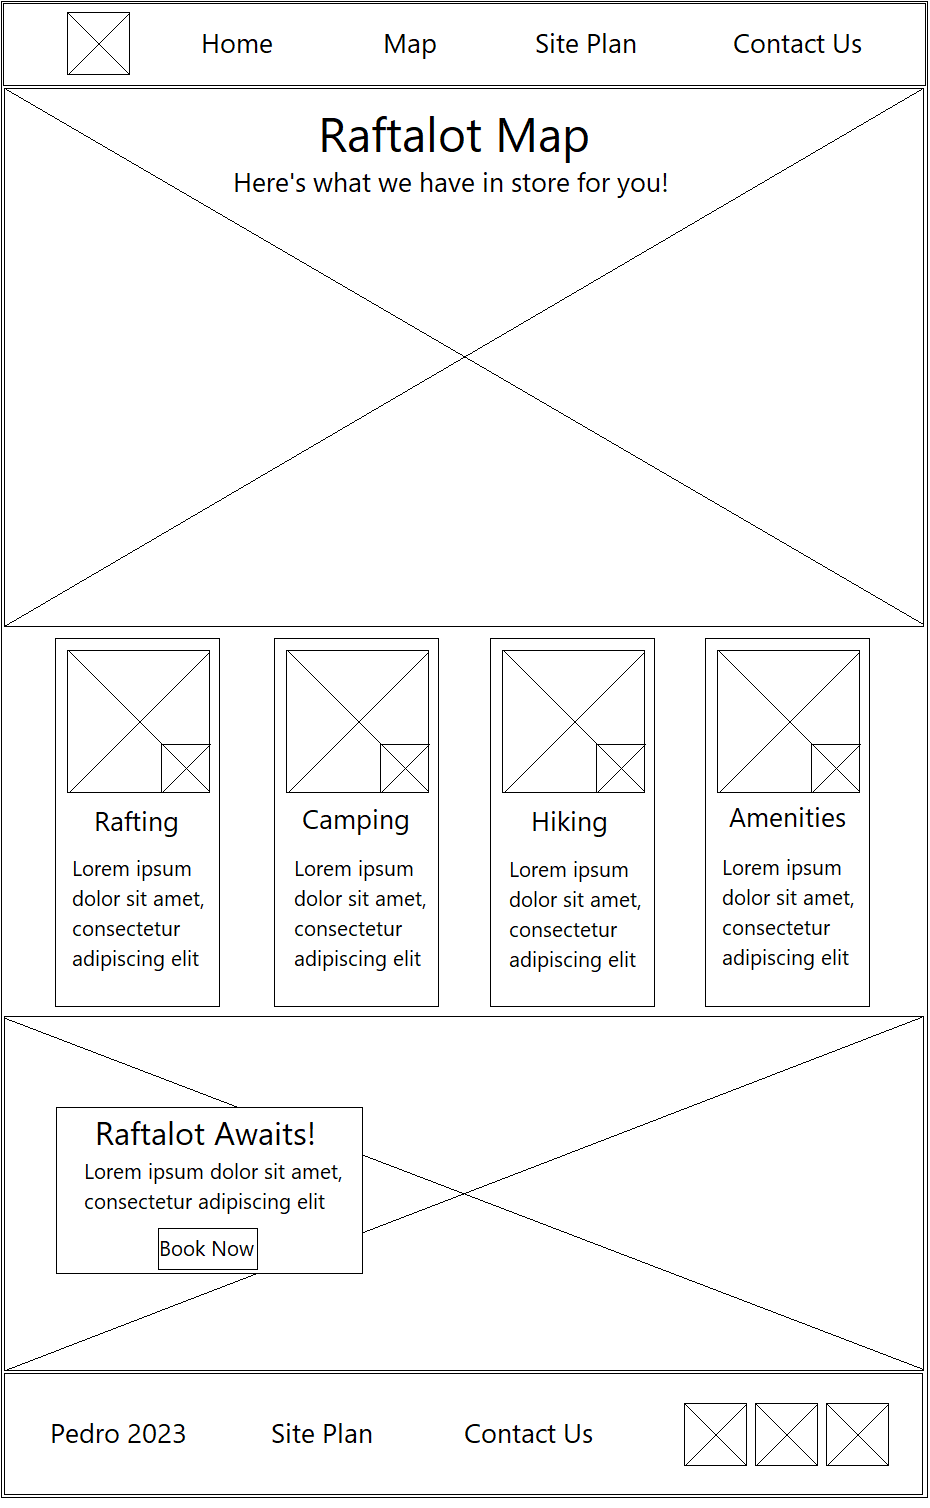 Home Map Site Plan Contact Us
Raftalot Map
Here's what we have in store for you!
Rafting
Lorem ipsum
dolor sit amet,
consectetur
adipiscing elit
Camping
Lorem ipsum
dolor sit amet,
consectetur
adipiscing elit
Hiking
Lorem ipsum
dolor sit amet,
consectetur
adipiscing elit
Amenities
Lorem ipsum
dolor sit amet,
consectetur
adipiscing elit
Raftalot Awaits!
Lorem ipsum dolor sit amet,
consectetur adipiscing elit
Book Now
Pedro 2023 Site Plan Contact Us